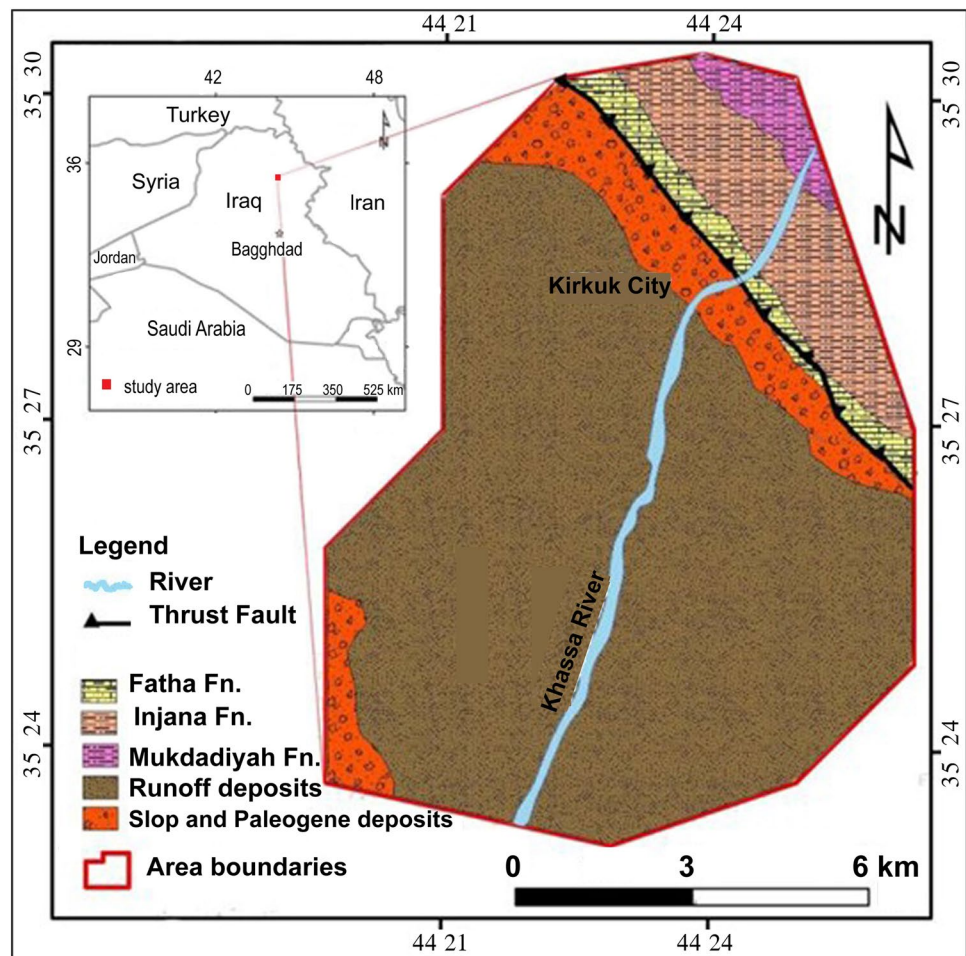 44 21
44 24
35 30
35 30
42
48
Turkey
36
Syria
Iraq
Iran
Bagghdad
Jordan
Saudi Arabia
29
study area
0 175 350 525 km
N
N
Kirkuk City
35 27
35 27
Khassa River
Legend
River
Thrust Fault
Fatha Fn.
Injana Fn.
Mukdadiyah Fn.
Runoff deposits
Slop and Paleogene deposits
Area boundaries
35 24
35 24
0 3 6 km
44 21
44 24